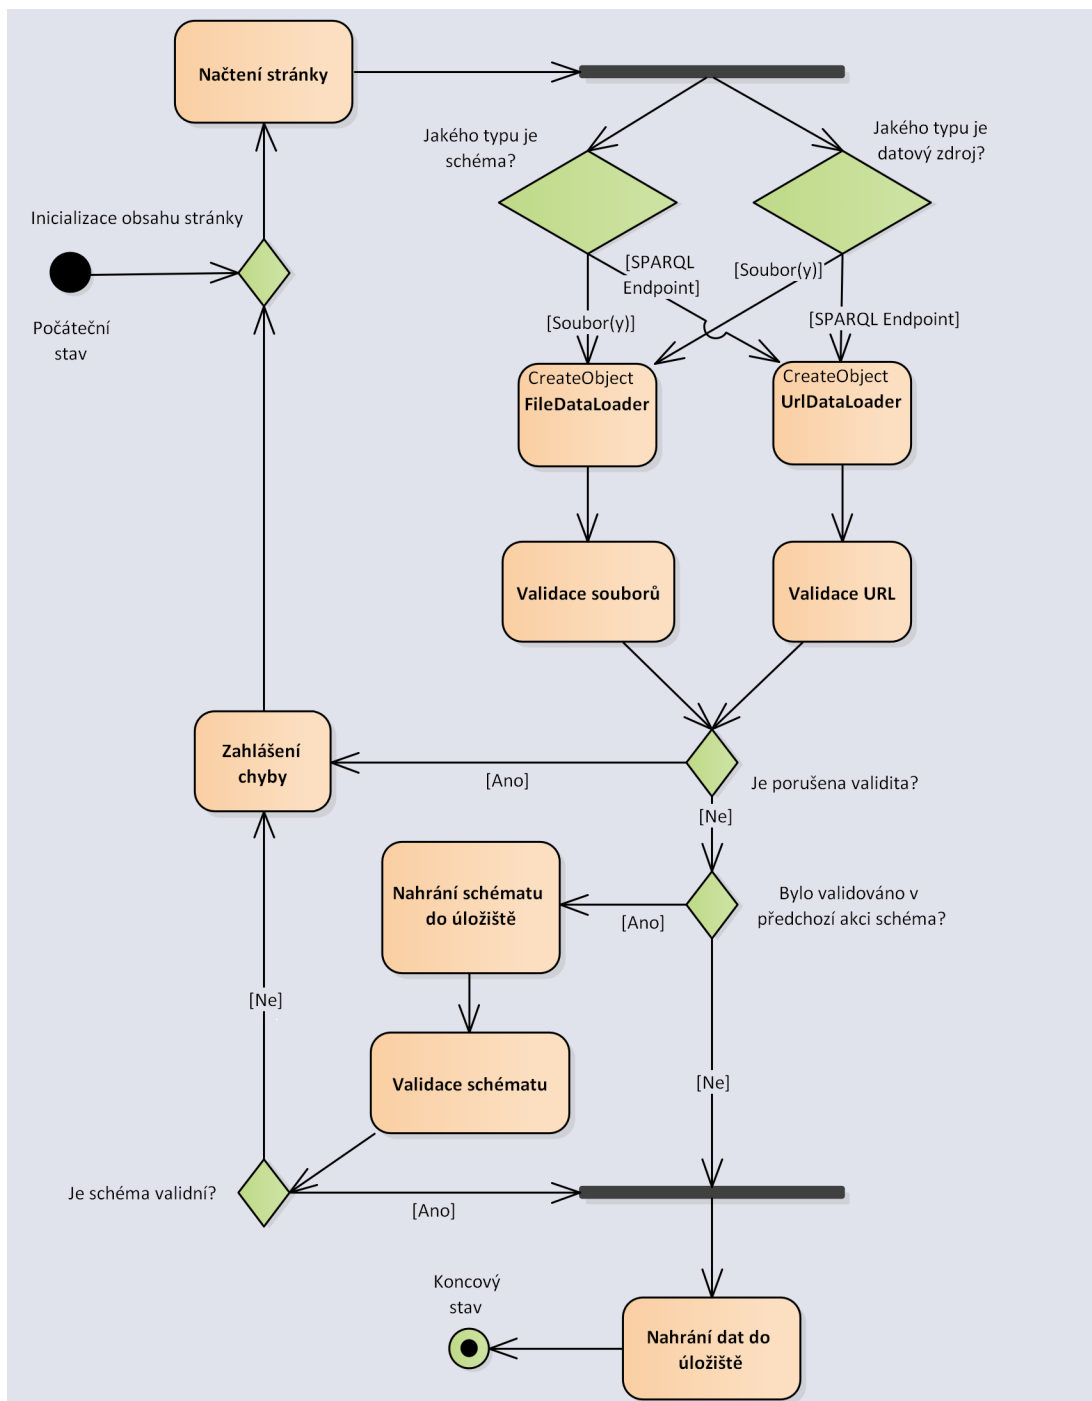 Načtení stránky
Jakého typu je
schéma?
Jakého typu je
datový zdroj?
Inicializace obsahu stránky
Počáteční
stav
[SPARQL
Endpoint]
[Soubor(y)]
[Soubor(y)]
[SPARQL Endpoint]
CreateObject
FileDataLoader
CreateObject
UrlDataLoader
Validace souborů
Validace URL
Zahlášení
chyby
[Ano]
Je porušena validita?
[Ne]
Nahrání schématu
do úložiště
[Ano]
Bylo validováno v
předchozí akci schéma?
[Ne]
Validace schématu
[Ne]
Je schéma validní?
[Ano]
Koncový
stav
Nahrání dat do
úložiště